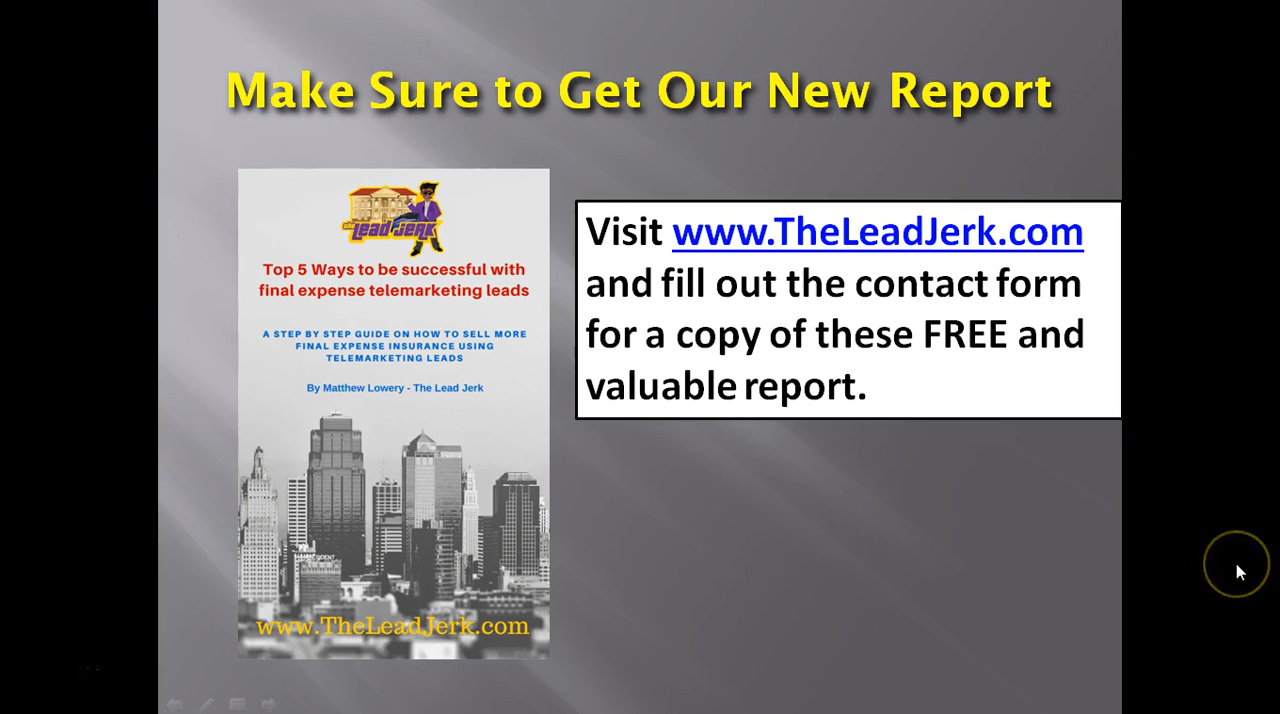 Make Sure to Get Our New Report
the Lead Jerk
Top 5 Ways to be successful with
final expense telemarketing leads
A STEP BY STEP GUIDE ON HOW TO SELL MORE
FINAL EXPENSE INSURANCE USING
TELEMARKETING LEADS
By Matthew Lowery - The Lead Jerk
www.TheLeadJerk.com
Visit www.TheLeadJerk.com
and fill out the contact form
for a copy of these FREE and
valuable report.